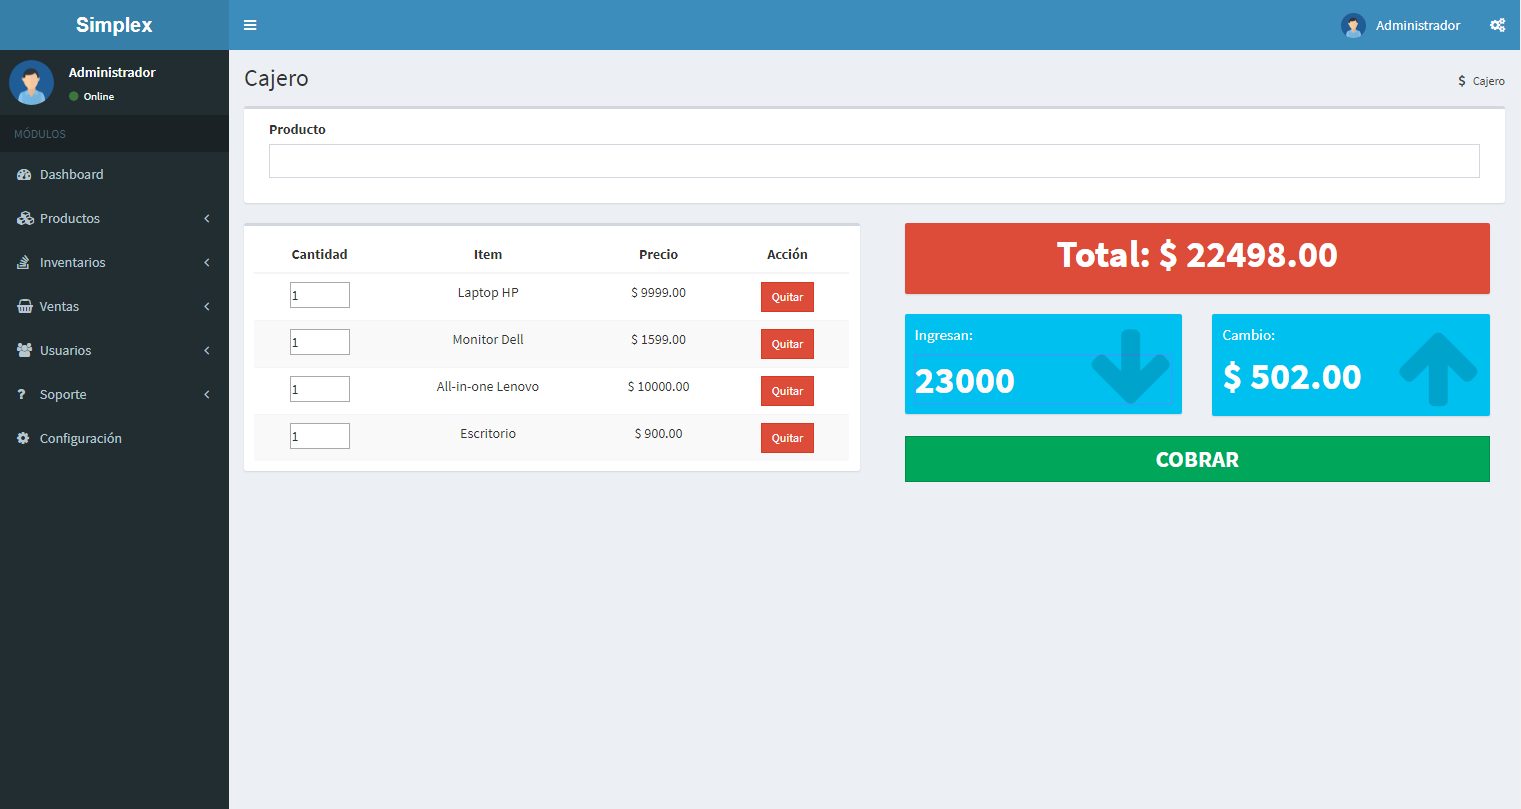 Simplex
Administrador
Administrador
Online
MÓDULOS
Dashboard
Productos
Inventarios
Ventas
Usuarios
Soporte
Configuración
Cajero
$ Cajero
Producto
Cantidad Item Precio Acción
1 Laptop HP $ 9999.00 Quitar
1 Monitor Dell $ 1599.00 Quitar
1 All-in-one Lenovo $ 10000.00 Quitar
1 Escritorio $ 900.00 Quitar
Total: $ 22498.00
Ingresan:
23000
Cambio:
$ 502.00
COBRAR